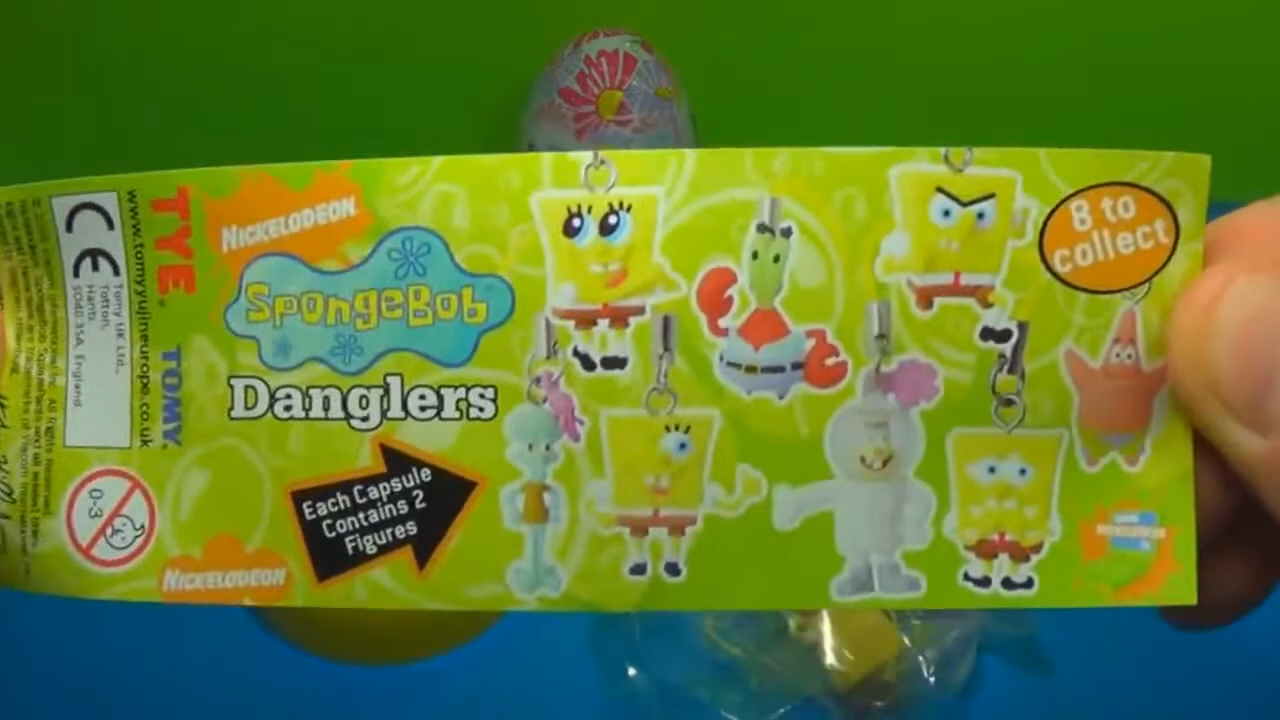 NICKELODEON
SPONGEBOB
Danglers
Each Capsule
Contains 2
Figures
NICKELODEON
8 to
collect
TYE
TOMY
www.tomyyujineurope.co.uk
CE
Tomy UK Ltd.,
Totton,
Hants.
SO40 3SA, England
0-3